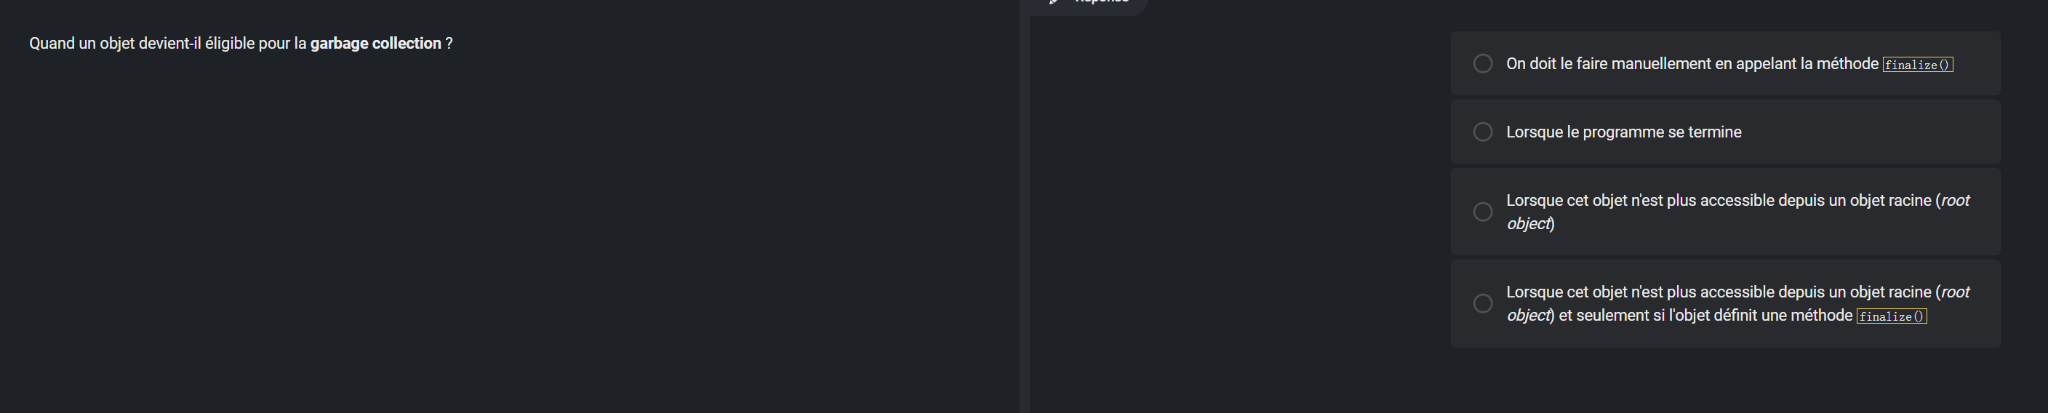 Quand un objet devient-il éligible pour la garbage collection ?
On doit le faire manuellement en appelant la méthode finalize()
Lorsque le programme se termine
Lorsque cet objet n'est plus accessible depuis un objet racine (root
object)
Lorsque cet objet n'est plus accessible depuis un objet racine (root
object) et seulement si l'objet définit une méthode finalize()